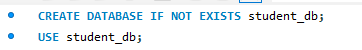 CREATE DATABASE IF NOT EXISTS student_db;
USE student_db;